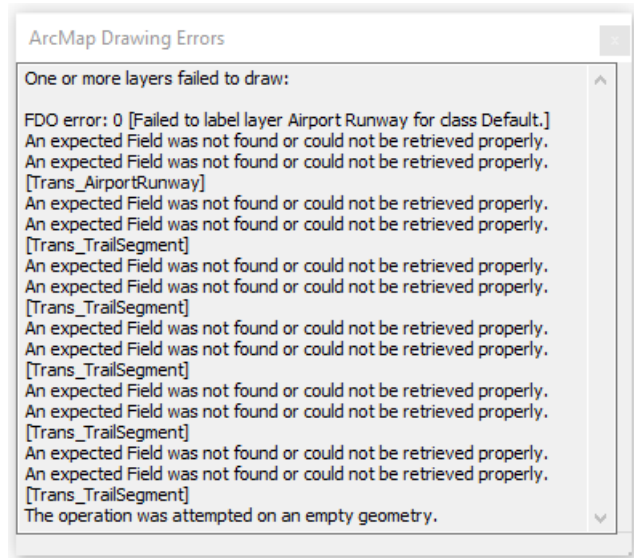 ArcMap Drawing Errors
One or more layers failed to draw:
FDO error: 0 [Failed to label layer Airport Runway for class Default.]
An expected Field was not found or could not be retrieved properly.
An expected Field was not found or could not be retrieved properly.
[Trans_AirportRunway]
An expected Field was not found or could not be retrieved properly.
An expected Field was not found or could not be retrieved properly.
[Trans_TrailSegment]
An expected Field was not found or could not be retrieved properly.
An expected Field was not found or could not be retrieved properly.
[Trans_TrailSegment]
An expected Field was not found or could not be retrieved properly.
An expected Field was not found or could not be retrieved properly.
[Trans_TrailSegment]
An expected Field was not found or could not be retrieved properly.
An expected Field was not found or could not be retrieved properly.
[Trans_TrailSegment]
An expected Field was not found or could not be retrieved properly.
An expected Field was not found or could not be retrieved properly.
[Trans_TrailSegment]
The operation was attempted on an empty geometry.